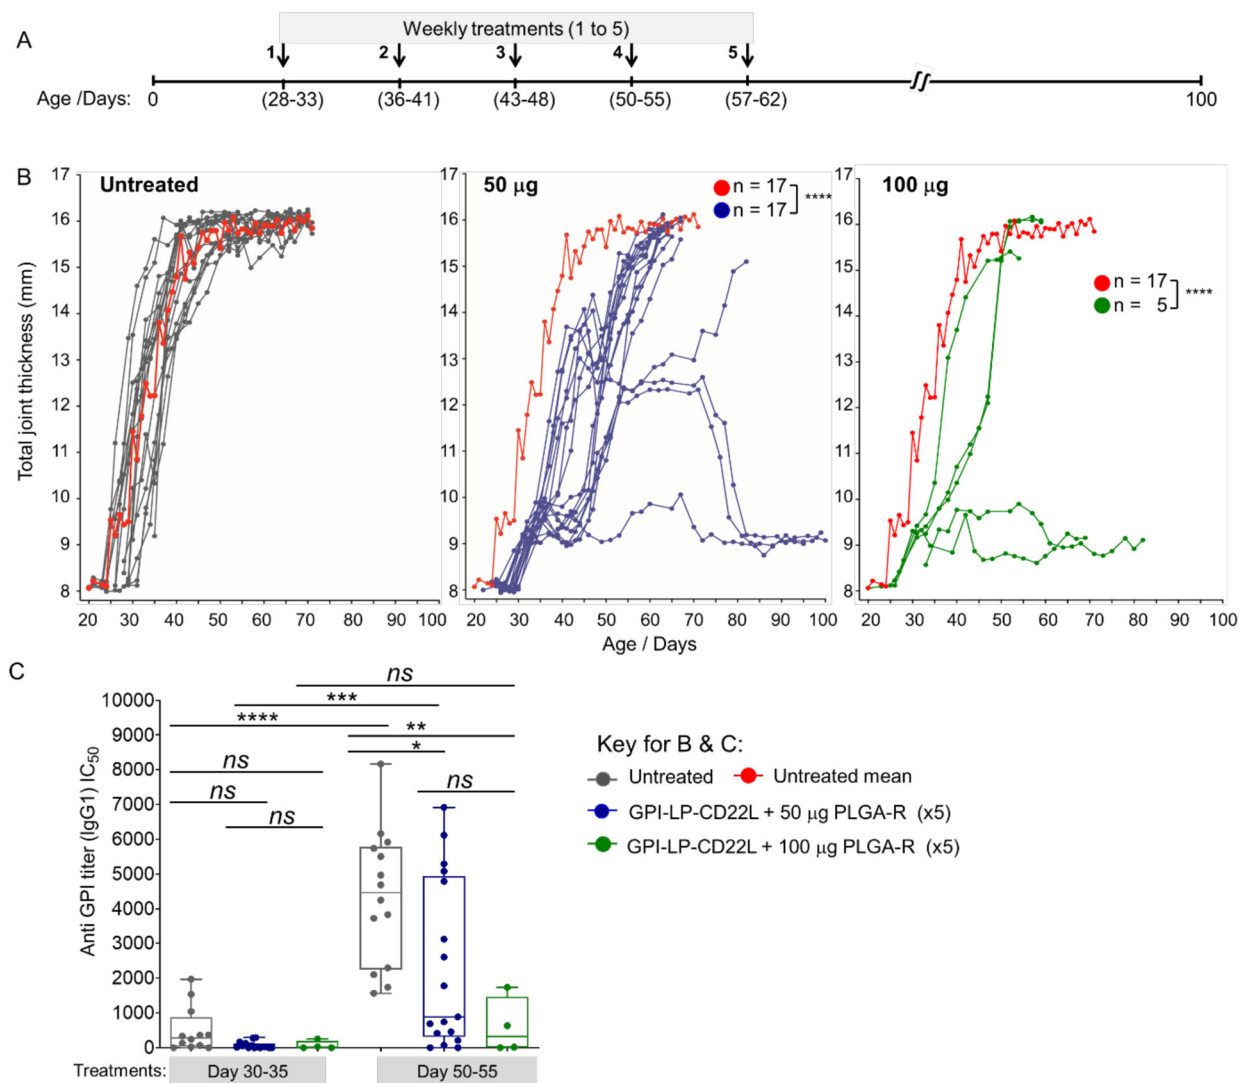 A
Weekly treatments (1 to 5)
1 2 3 4 5
Age /Days: 0 (28-33) (36-41) (43-48) (50-55) (57-62) 100
B
Untreated
50 µg
100 µg
n = 17
n = 17
****
n = 17
n = 5
****
Total joint thickness (mm)
17 16 15 14 13 12 11 10 9 8
17 16 15 14 13 12 11 10 9 8
17 16 15 14 13 12 11 10 9 8
20 30 40 50 60 70 80 90 100
20 30 40 50 60 70 80 90 100
20 30 40 50 60 70 80 90 100
Age / Days
C
Anti GPI titer (IgG1) IC50
10000
9000
8000
7000
6000
5000
4000
3000
2000
1000
0
ns
***
****
**
*
ns
ns
ns
ns
Treatments: Day 30-35 Day 50-55
Key for B & C:
Untreated Untreated mean
GPI-LP-CD22L + 50 µg PLGA-R (x5)
GPI-LP-CD22L + 100 µg PLGA-R (x5)